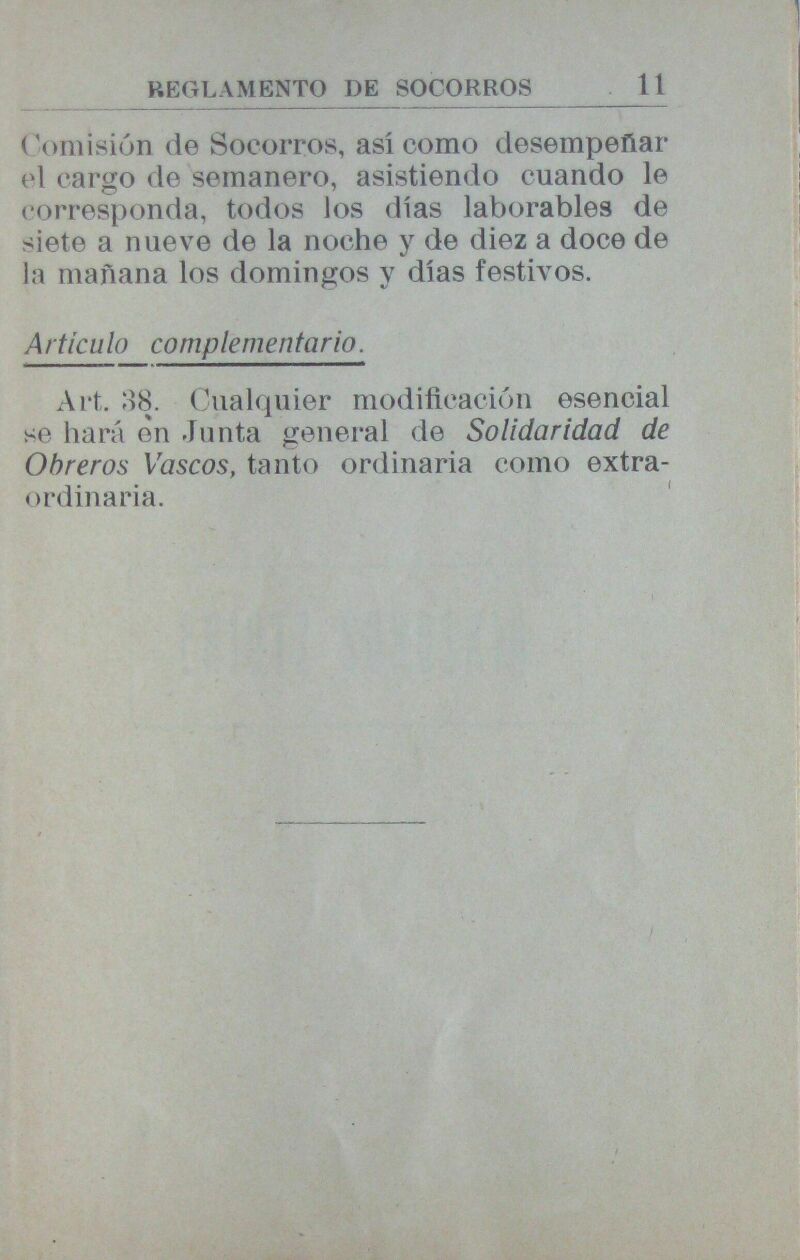 REGLAMENTO DE SOCORROS 11
Comisión de Socorros, así como desempeñar
el cargo de semanero, asistiendo cuando le
corresponda, todos los días laborables de
siete a nueve de la noche y de diez a doce de
la mañana los domingos y días festivos.
Artículo complementario.
Art. 38. Cualquier modificación esencial
se hará en Junta general de Solidaridad de
Obreros Vascos, tanto ordinaria como extra-
ordinaria.